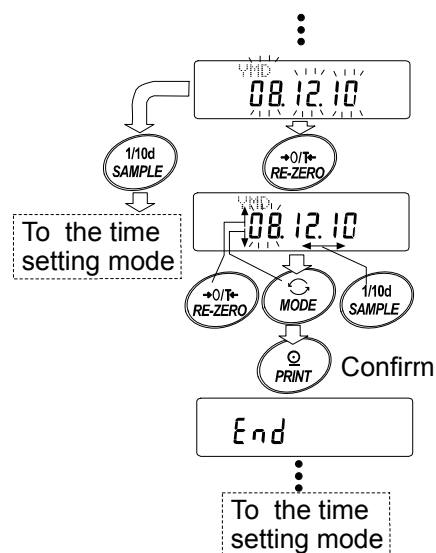 YMD
08.12.10
1/10d
SAMPLE
→0/T←
RE-ZERO
To the time
setting mode
YMD
08.12.10
→0/T←
RE-ZERO
MODE
1/10d
SAMPLE
PRINT
Confirm
End
To the time
setting mode